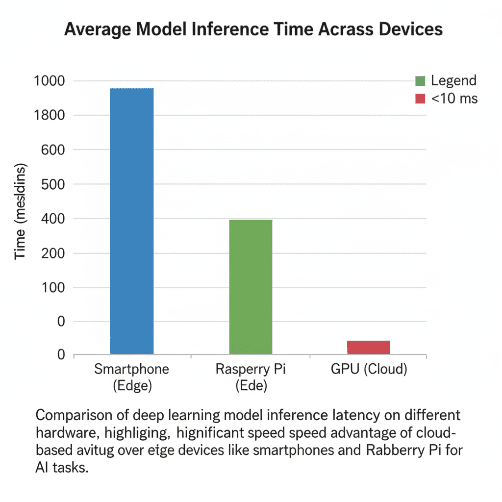 Average Model Inference Time Acrass Devices
1000
1800
600
500
400
200
100
0
0
Time (mesldins)
Legend
<10 ms
Smartphone
(Edge)
Rasperry Pi
(Ede)
GPU (Cloud)
Comparison of deep learning model inference latency on different
hardware, highliging, hignificant speed speed advantage of cloud-
based avitug over etge devices like smartphones and Rabberry Pi for
AI tasks.